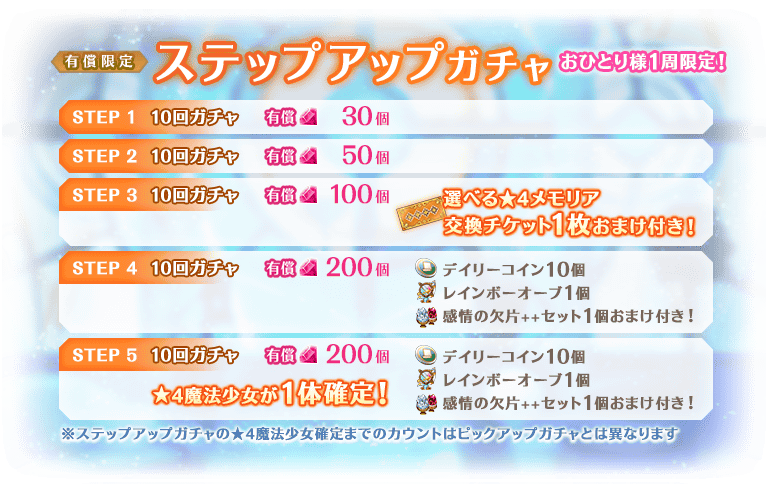 有償限定 ステップアップガチャ おひとり様1周限定！
STEP 1 10回ガチャ 有償 30個
STEP 2 10回ガチャ 有償 50個
STEP 3 10回ガチャ 有償 100個 選べる★4メモリア
交換チケット1枚おまけ付き！
STEP 4 10回ガチャ 有償 200個 デイリーコイン10個
レインボーオーブ1個
感情の欠片++セット1個おまけ付き！
STEP 5 10回ガチャ 有償 200個 デイリーコイン10個
レインボーオーブ1個
★4魔法少女が1体確定！ 感情の欠片++セット1個おまけ付き！
※ステップアップガチャの★4魔法少女確定までのカウントはピックアップガチャとは異なります